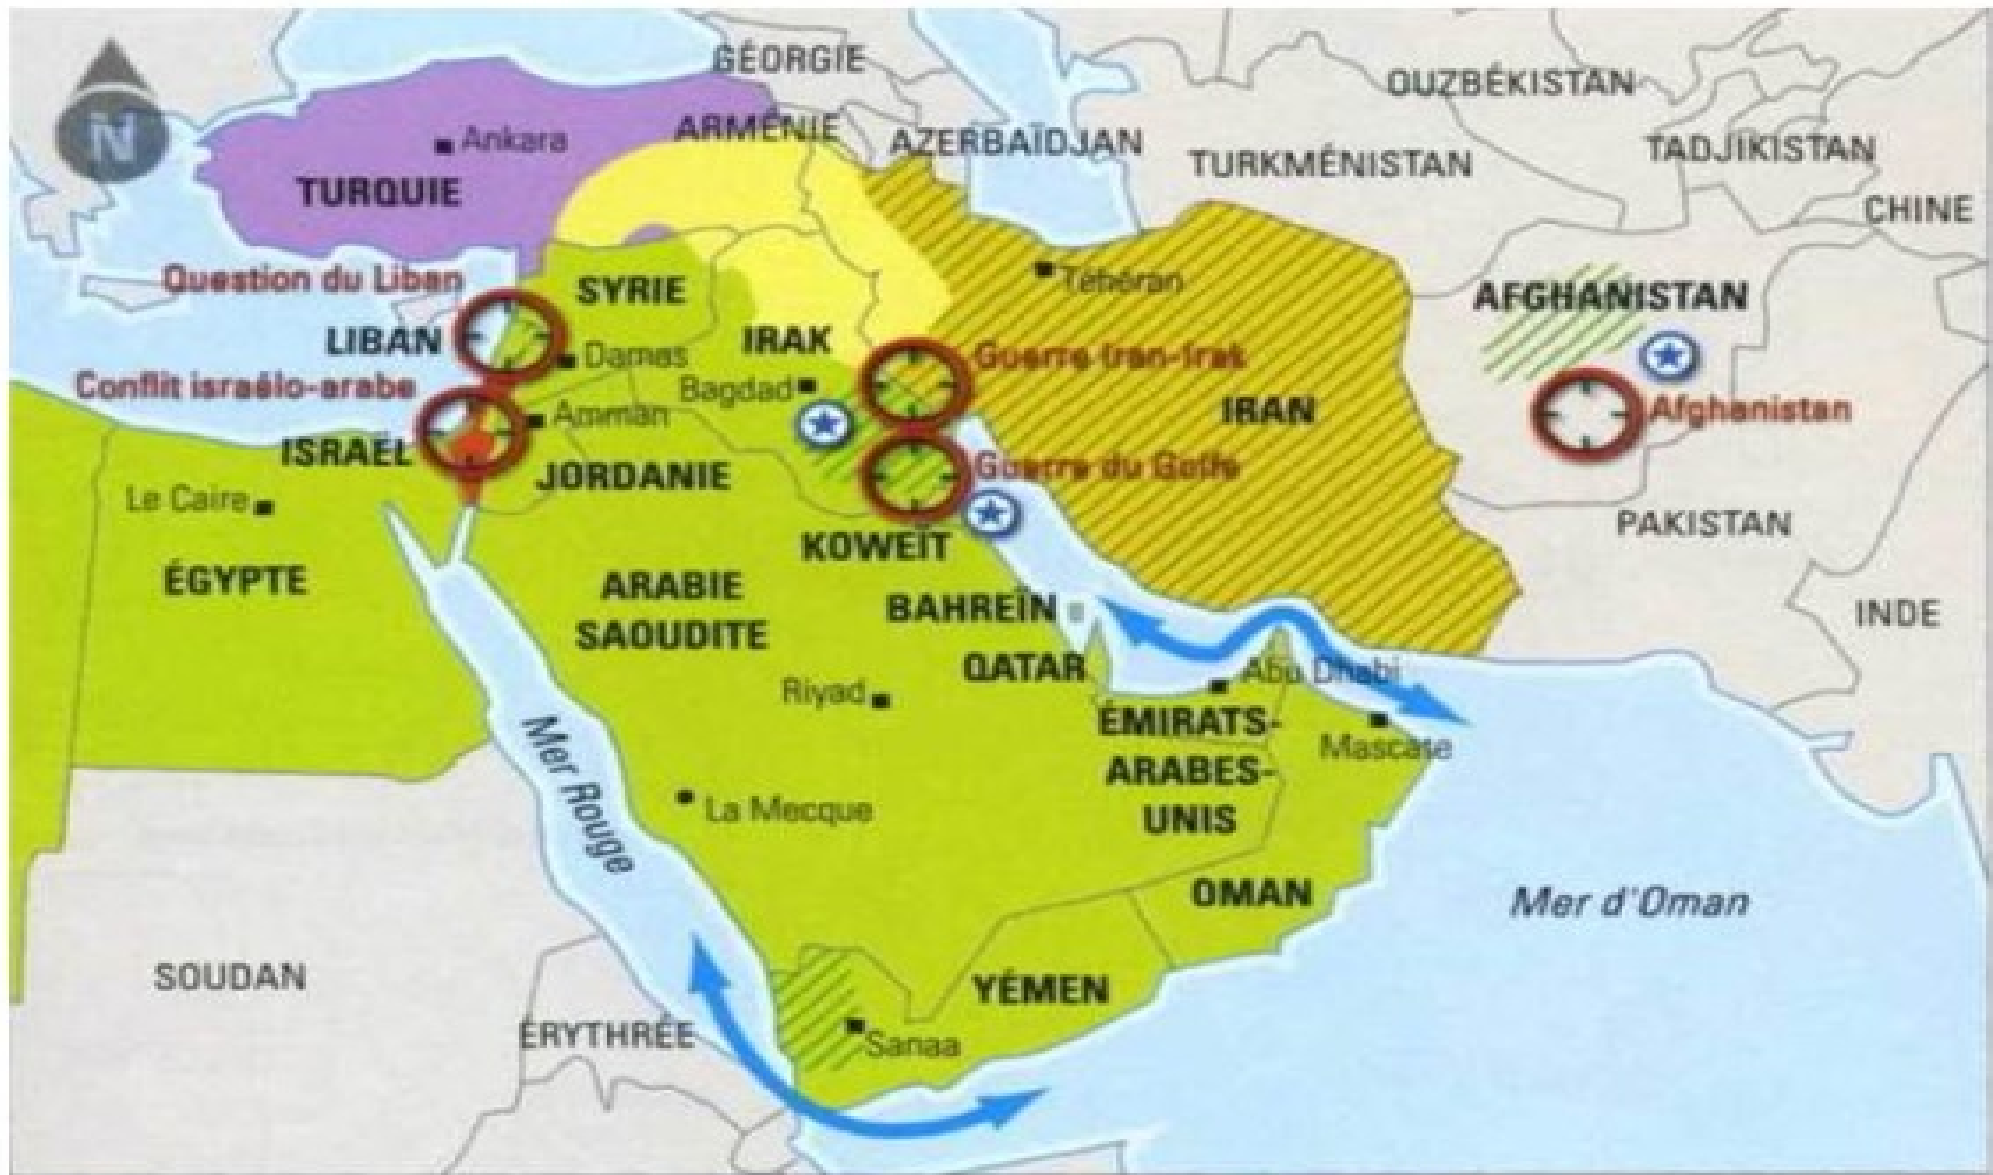 GÉORGIE
OUZBÉKISTAN
Ankara
ARMÉNIE
AZERBAÏDJAN
TURKMÉNISTAN
TADJIKISTAN
N
TURQUIE
CHINE
Question du Liban
SYRIE
Téhéran
AFGHANISTAN
LIBAN
IRAK
Damas
Guerre Iran-Irak
Conflit israélo-arabe
Bagdad
Amman
IRAN
Afghanistan
ISRAËL
JORDANIE
Guerre du Golfe
Le Caire
PAKISTAN
KOWEÏT
ÉGYPTE
ARABIE
SAOUDITE
BAHREÏN
INDE
QATAR
Abu Dhabi
Riyad
ÉMIRATS-
ARABES-
UNIS
Mascate
Mer Rouge
La Mecque
OMAN
Mer d'Oman
SOUDAN
YÉMEN
ÉRYTHRÉE
Sanaa